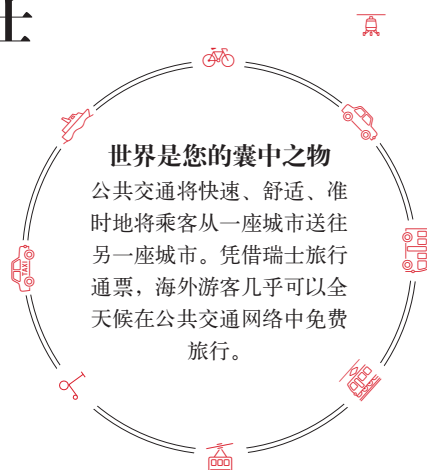 士
世界是您的囊中之物
公共交通将快速、舒适、准
时地将乘客从一座城市送往
另一座城市。凭借瑞士旅行
通票，海外游客几乎可以全
天候在公共交通网络中免费
旅行。
TAXI